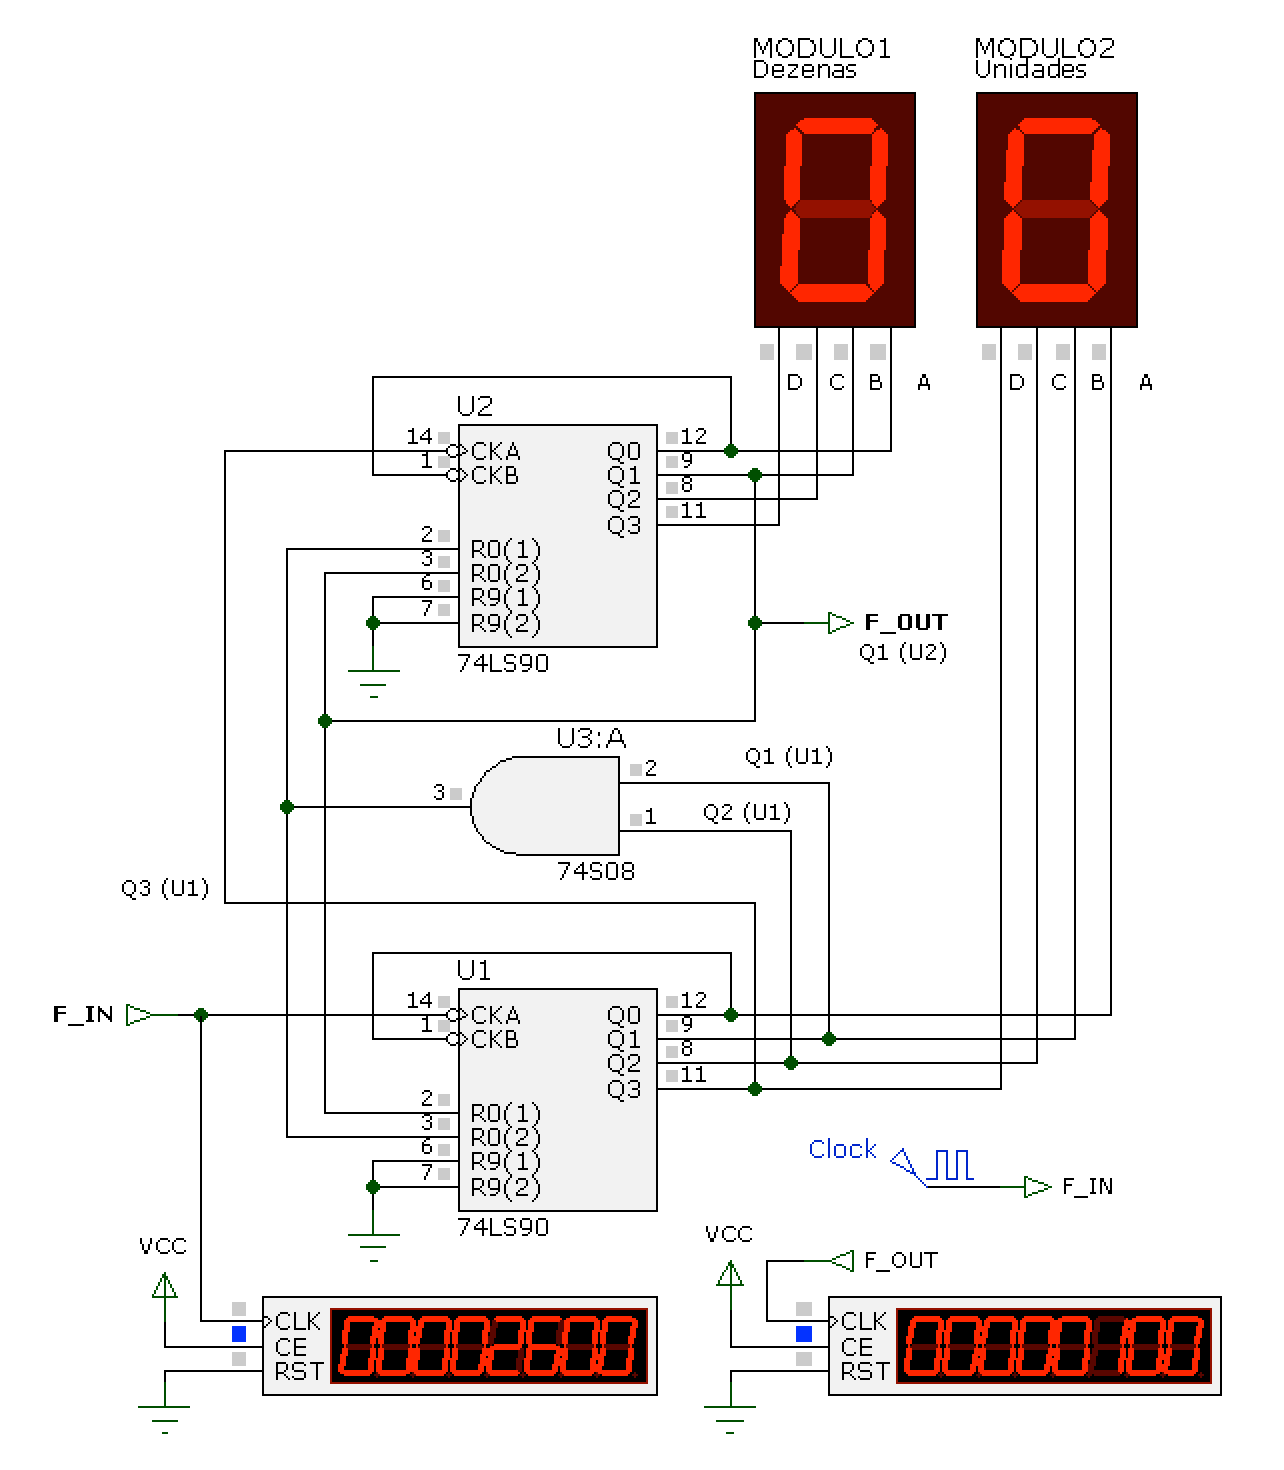 MODULO1
Dezenas
MODULO2
Unidades
0
0
D C B A
D C B A
U2
14 CKA
1 CKB
2 R0(1)
3 R0(2)
6 R9(1)
7 R9(2)
Q0 12
Q1 9
Q2 8
Q3 11
74LS90
F_OUT
Q1 (U2)
U3:A
3
2
1
Q1 (U1)
Q2 (U1)
74S08
Q3 (U1)
F_IN
U1
14 CKA
1 CKB
2 R0(1)
3 R0(2)
6 R9(1)
7 R9(2)
Q0 12
Q1 9
Q2 8
Q3 11
74LS90
Clock
F_IN
VCC
CLK
CE
RST
00002600
VCC
F_OUT
CLK
CE
RST
00000100